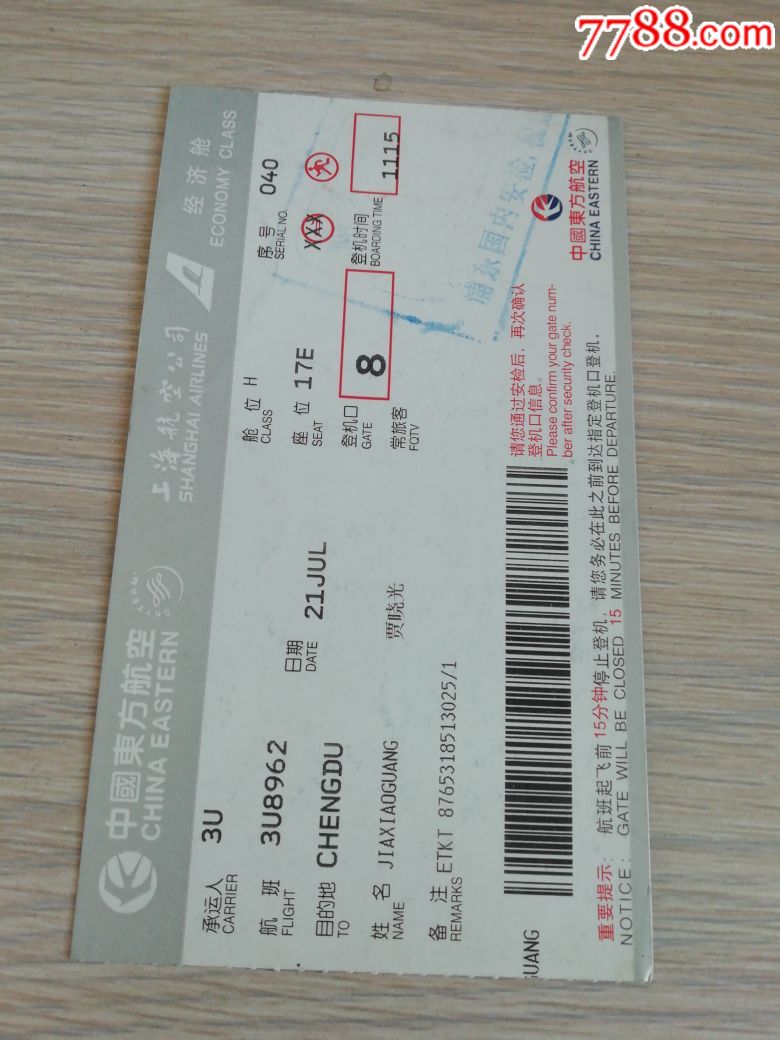 7788.com
中國東方航空
CHINA EASTERN
上海航空公司
SHANGHAI AIRLINES
经济舱
ECONOMY CLASS
承运人 3U
CARRIER
航班 3U8962
FLIGHT
日期 21JUL
DATE
舱位 H
CLASS
序号 040
SERIAL NO.
目的地 CHENGDU
TO
座位 17E
SEAT
XXX
姓名 JIAXIAOGUANG 贾晓光
NAME
登机口 8
GATE
登机时间 1115
BOARDING TIME
备注 ETKT 8765318513025/1
REMARKS
常旅客
FQTV
国内安检
请您通过安检后，再次确认
登机口信息。
Please confirm your gate num-
ber after security check.
中國東方航空
CHINA EASTERN
UANG
重要提示：航班起飞前15分钟停止登机，请您务必在此之前到达指定登机口登机。
NOTICE: GATE WILL BE CLOSED 15 MINUTES BEFORE DEPARTURE.